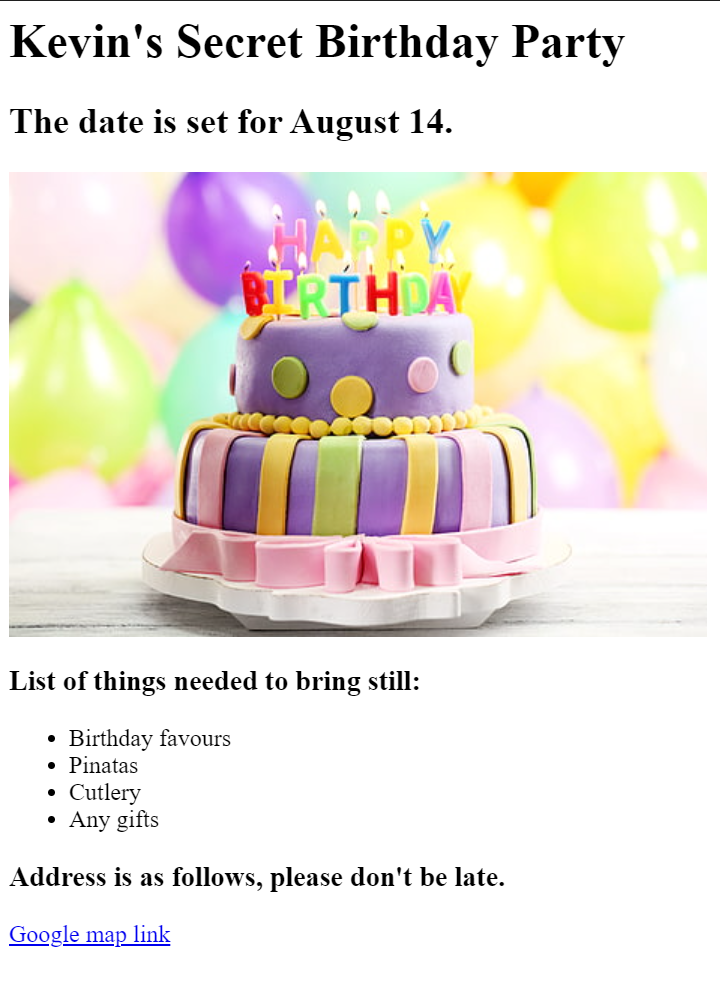 Kevin's Secret Birthday Party
The date is set for August 14.
HAPPY
BIRTHDAY
List of things needed to bring still:
Birthday favours
Pinatas
Cutlery
Any gifts
Address is as follows, please don't be late.
Google map link